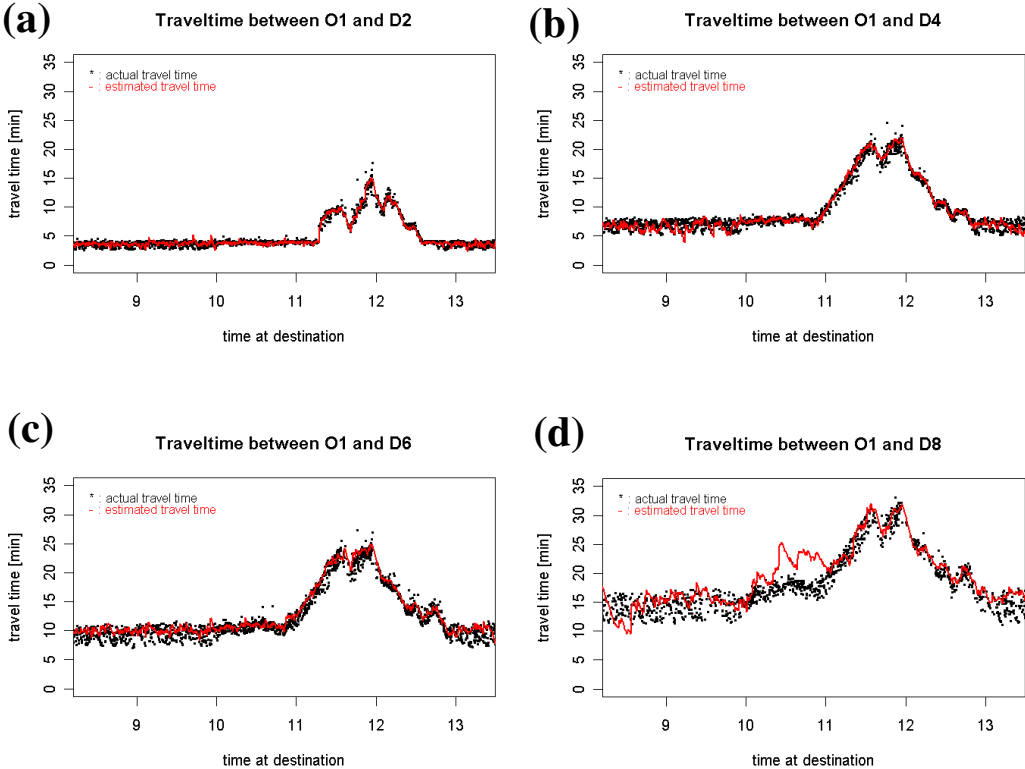 (a)
Traveltime between O1 and D2
* : actual travel time
- : estimated travel time
travel time [min]
35
30
25
20
15
10
5
0
9 10 11 12 13
time at destination
(b)
Traveltime between O1 and D4
* : actual travel time
- : estimated travel time
travel time [min]
35
30
25
20
15
10
5
0
9 10 11 12 13
time at destination
(c)
Traveltime between O1 and D6
* : actual travel time
- : estimated travel time
travel time [min]
35
30
25
20
15
10
5
0
9 10 11 12 13
time at destination
(d)
Traveltime between O1 and D8
* : actual travel time
- : estimated travel time
travel time [min]
35
30
25
20
15
10
5
0
9 10 11 12 13
time at destination